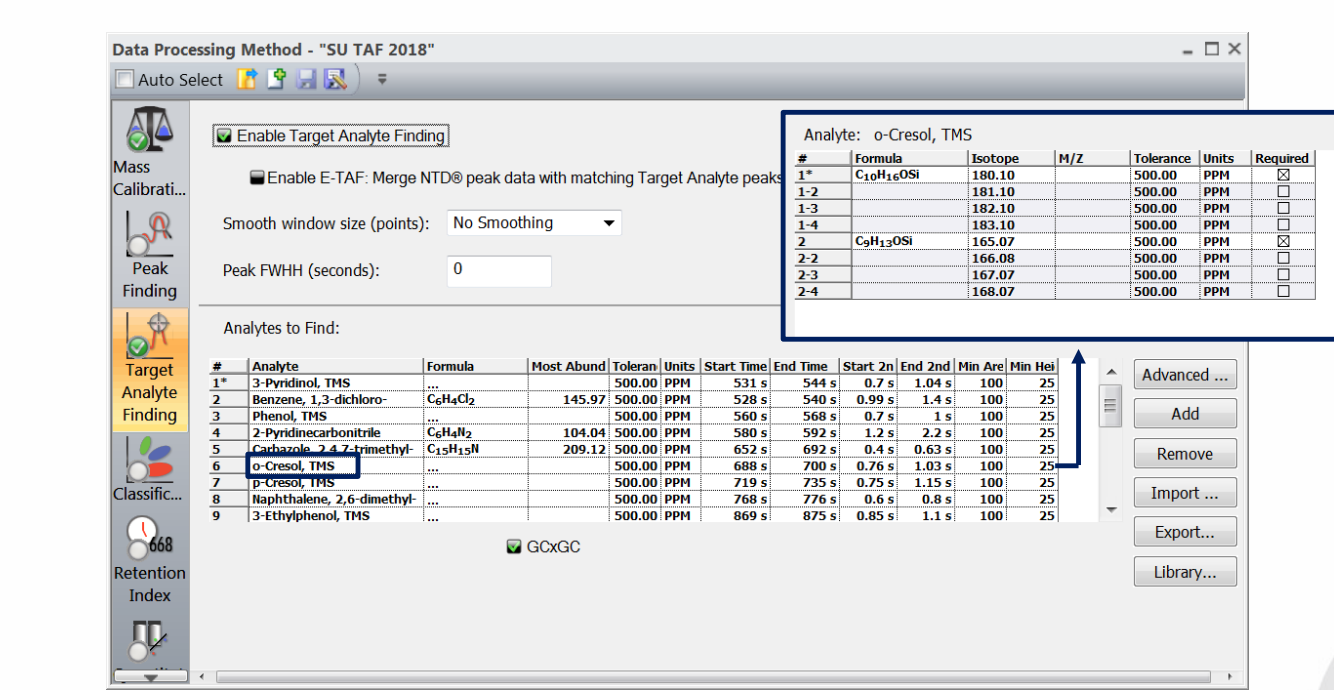 Data Processing Method - "SU TAF 2018"
Auto Select
Mass
Calibrati...
Peak
Finding
Target
Analyte
Finding
Classific...
668
Retention
Index
Enable Target Analyte Finding
Enable E-TAF: Merge NTD® peak data with matching Target Analyte peaks
Smooth window size (points): No Smoothing
Peak FWHH (seconds): 0
Analyte: o-Cresol, TMS
# Formula Isotope M/Z Tolerance Units Required
1* C₁₀H₁₆OSi 180.10 500.00 PPM
1-2 181.10 500.00 PPM
1-3 182.10 500.00 PPM
1-4 183.10 500.00 PPM
2 C₉H₁₃OSi 165.07 500.00 PPM
2-2 166.08 500.00 PPM
2-3 167.07 500.00 PPM
2-4 168.07 500.00 PPM
Analytes to Find:
# Analyte Formula Most Abund Toleran Units Start Time End Time Start 2n End 2nd Min Are Min Hei
1* 3-Pyridinol, TMS ... 500.00 PPM 531 s 544 s 0.7 s 1.04 s 100 25
2 Benzene, 1,3-dichloro- C₆H₄Cl₂ 145.97 500.00 PPM 528 s 540 s 0.99 s 1.4 s 100 25
3 Phenol, TMS ... 500.00 PPM 560 s 568 s 0.7 s 1 s 100 25
4 2-Pyridinecarbonitrile C₆H₄N₂ 104.04 500.00 PPM 580 s 592 s 1.2 s 2.2 s 100 25
5 Carbazole, 2,4,7-trimethyl- C₁₅H₁₅N 209.12 500.00 PPM 652 s 692 s 0.4 s 0.63 s 100 25
6 o-Cresol, TMS ... 500.00 PPM 688 s 700 s 0.76 s 1.03 s 100 25
7 p-Cresol, TMS ... 500.00 PPM 719 s 735 s 0.75 s 1.15 s 100 25
8 Naphthalene, 2,6-dimethyl- ... 500.00 PPM 768 s 776 s 0.6 s 0.8 s 100 25
9 3-Ethylphenol, TMS ... 500.00 PPM 869 s 875 s 0.85 s 1.1 s 100 25
GCxGC
Advanced ...
Add
Remove
Import ...
Export...
Library...